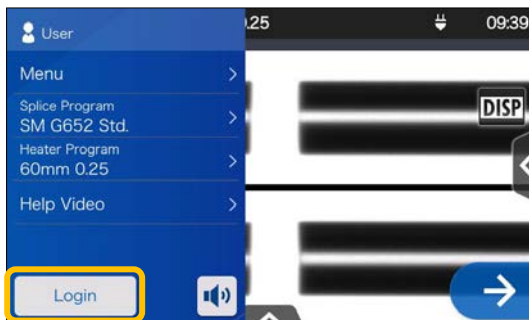 User
.25
09:39
Menu
Splice Program
SM G652 Std.
DISP
Heater Program
60mm 0.25
Help Video
Login